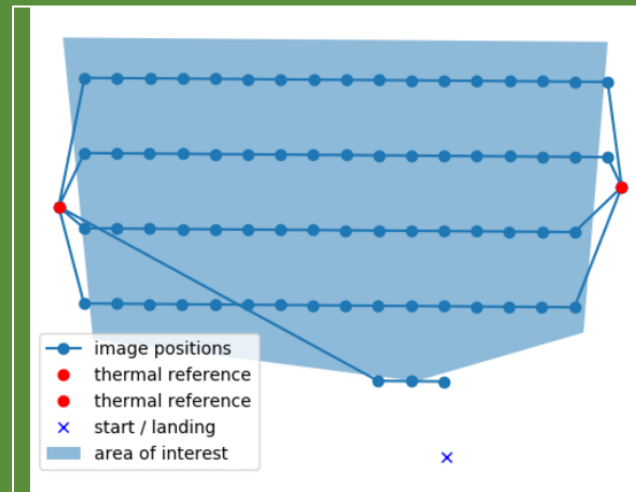 image positions
thermal reference
thermal reference
start / landing
area of interest